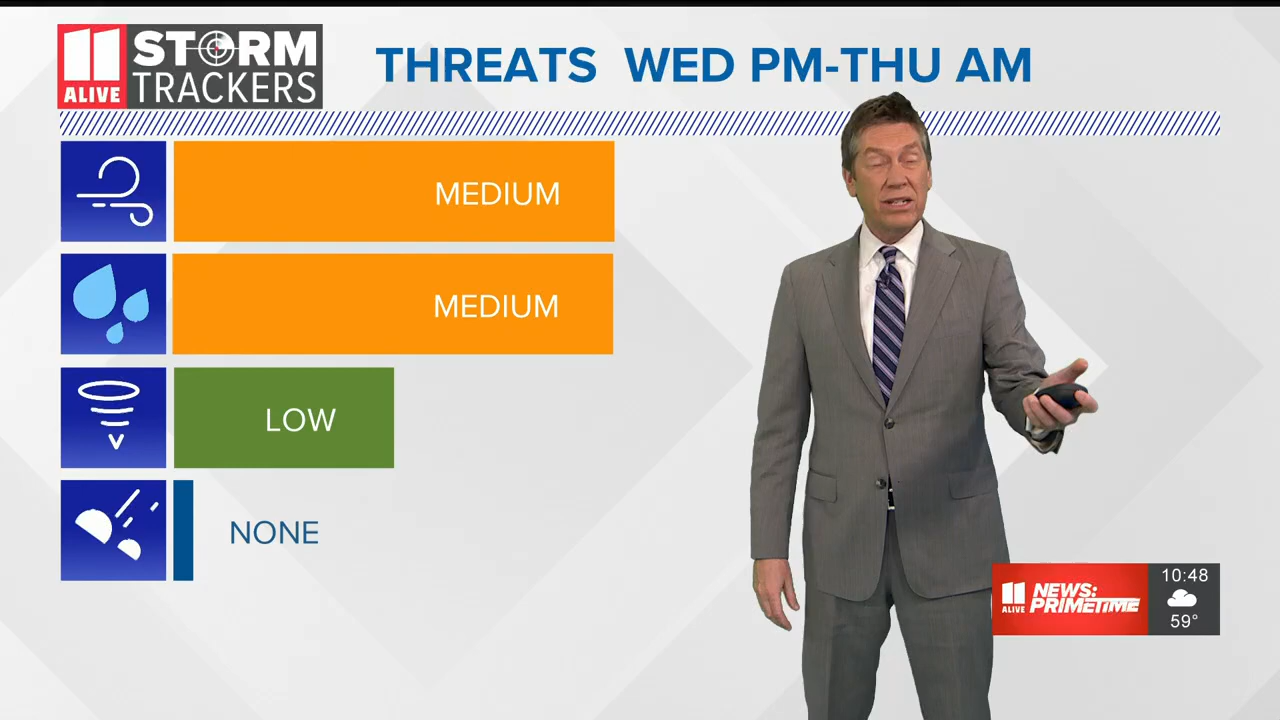 11 ALIVE
STORM
TRACKERS
THREATS WED PM-THU AM
MEDIUM
MEDIUM
LOW
NONE
11 ALIVE
NEWS:
PRIMETIME
10:48
59°